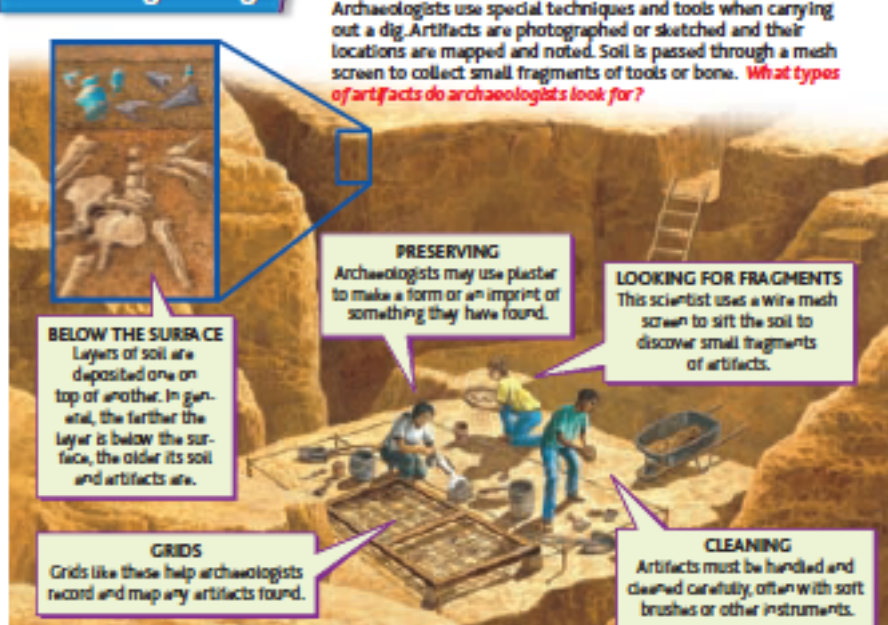 Archaeologists use special techniques and tools when carrying
out a dig. Artifacts are photographed or sketched and their
locations are mapped and noted. Soil is passed through a mesh
screen to collect small fragments of tools or bone. What types
of artifacts do archaeologists look for?
PRESERVING
Archaeologists may use plaster
to make a form or an imprint of
something they have found.
LOOKING FOR FRAGMENTS
This scientist uses a wire mesh
screen to sift the soil to
discover small fragments
of artifacts.
BELOW THE SURFACE
Layers of soil are
deposited one on
top of another. In gen-
eral, the farther the
layer is below the sur-
face, the older its soil
and artifacts are.
GRIDS
Grids like these help archaeologists
record and map any artifacts found.
CLEANING
Artifacts must be handled and
cleaned carefully, often with soft
brushes or other instruments.